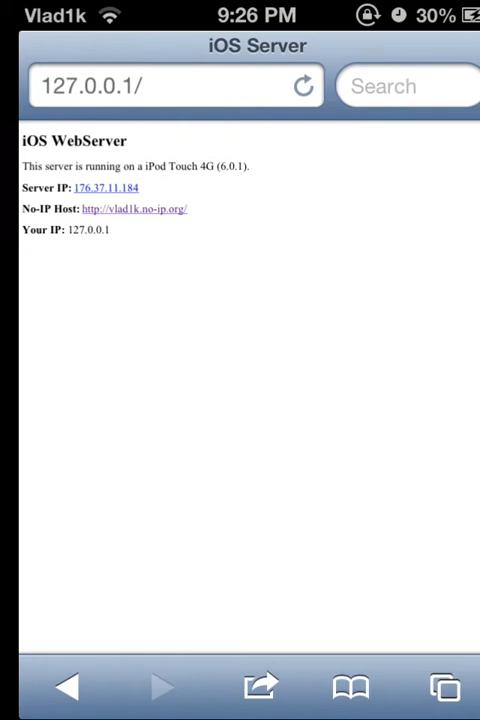 Vlad1k 9:26 PM 30%
iOS Server
127.0.0.1/ Search
iOS WebServer
This server is running on a iPod Touch 4G (6.0.1).
Server IP: 176.37.11.184
No-IP Host: http://vlad1k.no-ip.org/
Your IP: 127.0.0.1